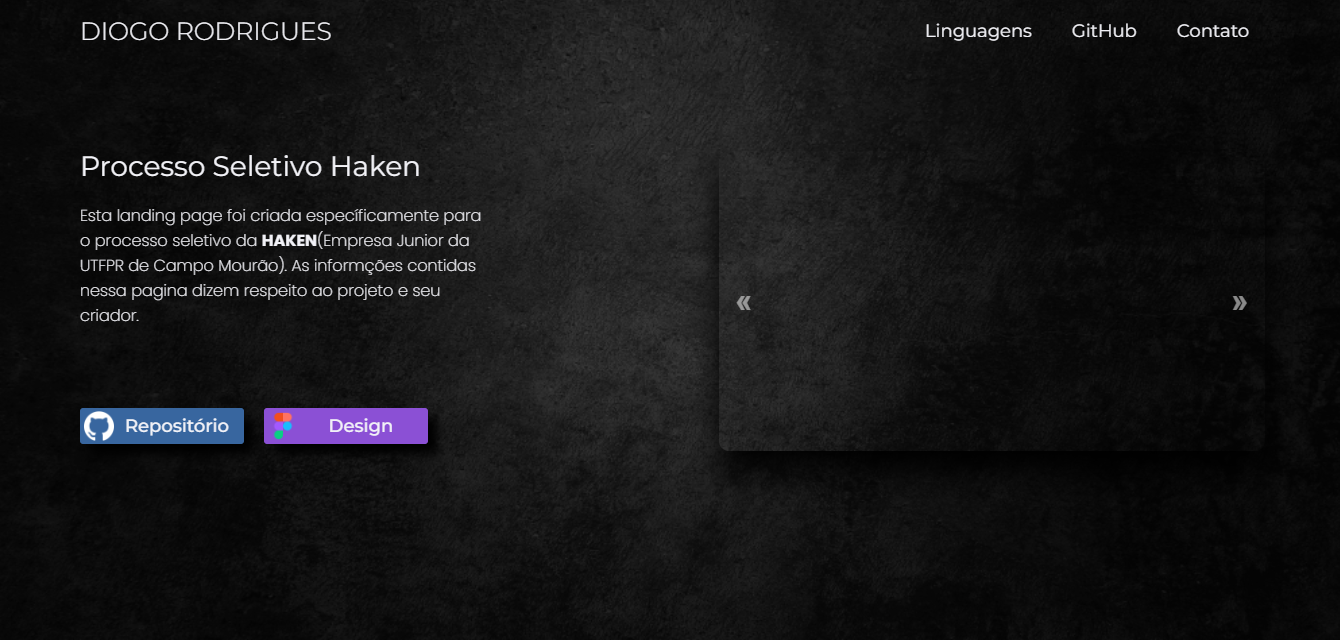 DIOGO RODRIGUES
Linguagens
GitHub
Contato
Processo Seletivo Haken
Esta landing page foi criada específicamente para
o processo seletivo da HAKEN(Empresa Junior da
UTFPR de Campo Mourão). As informções contidas
nessa pagina dizem respeito ao projeto e seu
criador.
«
»
Repositório
Design